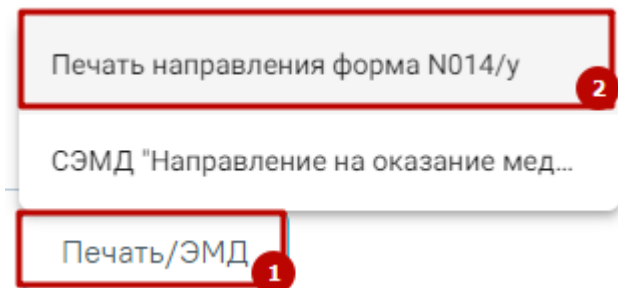 Печать направления форма N014/у
2
СЭМД "Направление на оказание мед...
Печать/ЭМД
1